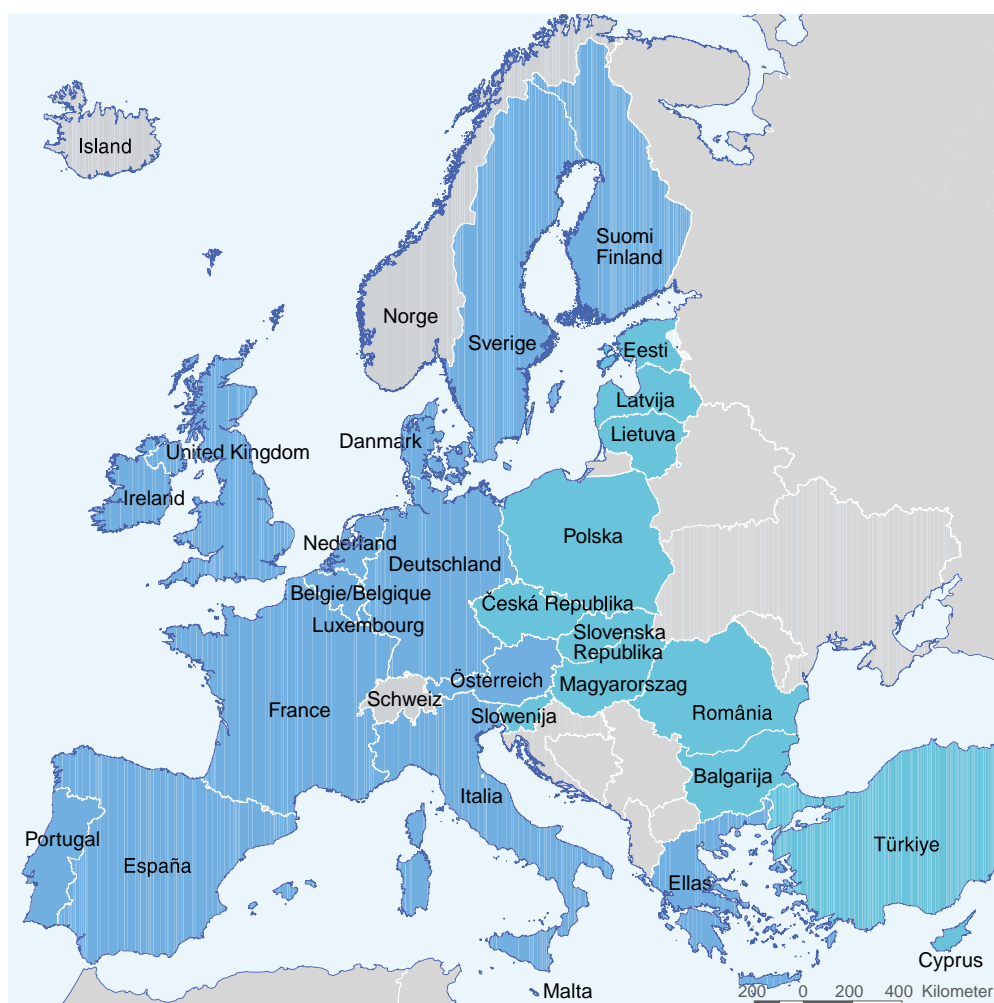 Island
Suomi
Finland
Norge
Sverige
Eesti
Latvija
Lietuva
Danmark
United Kingdom
Ireland
Polska
Nederland
Deutschland
Belgie/Belgique
Česká Republika
Luxembourg
Slovenska
Republika
Österreich
Magyarorszag
Schweiz
France
Slowenija
România
Balgarija
Italia
Portugal
España
Türkiye
Ellas
Cyprus
Malta
200 0 200 400 Kilometer